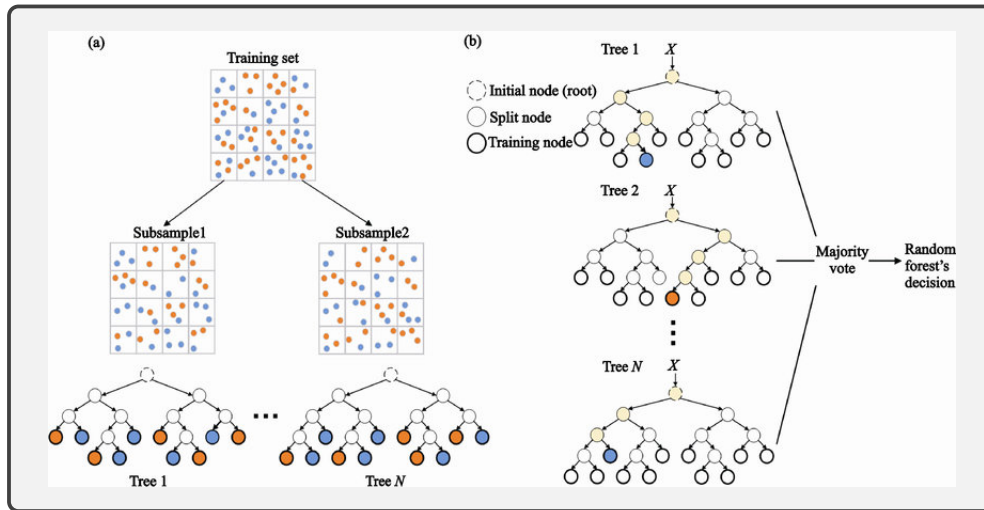 (a)
Training set
Subsample1
Subsample2
Tree 1
Tree N
(b)
Tree 1 X
Initial node (root)
Split node
Training node
Tree 2 X
Majority
vote
Random
forest's
decision
Tree N X